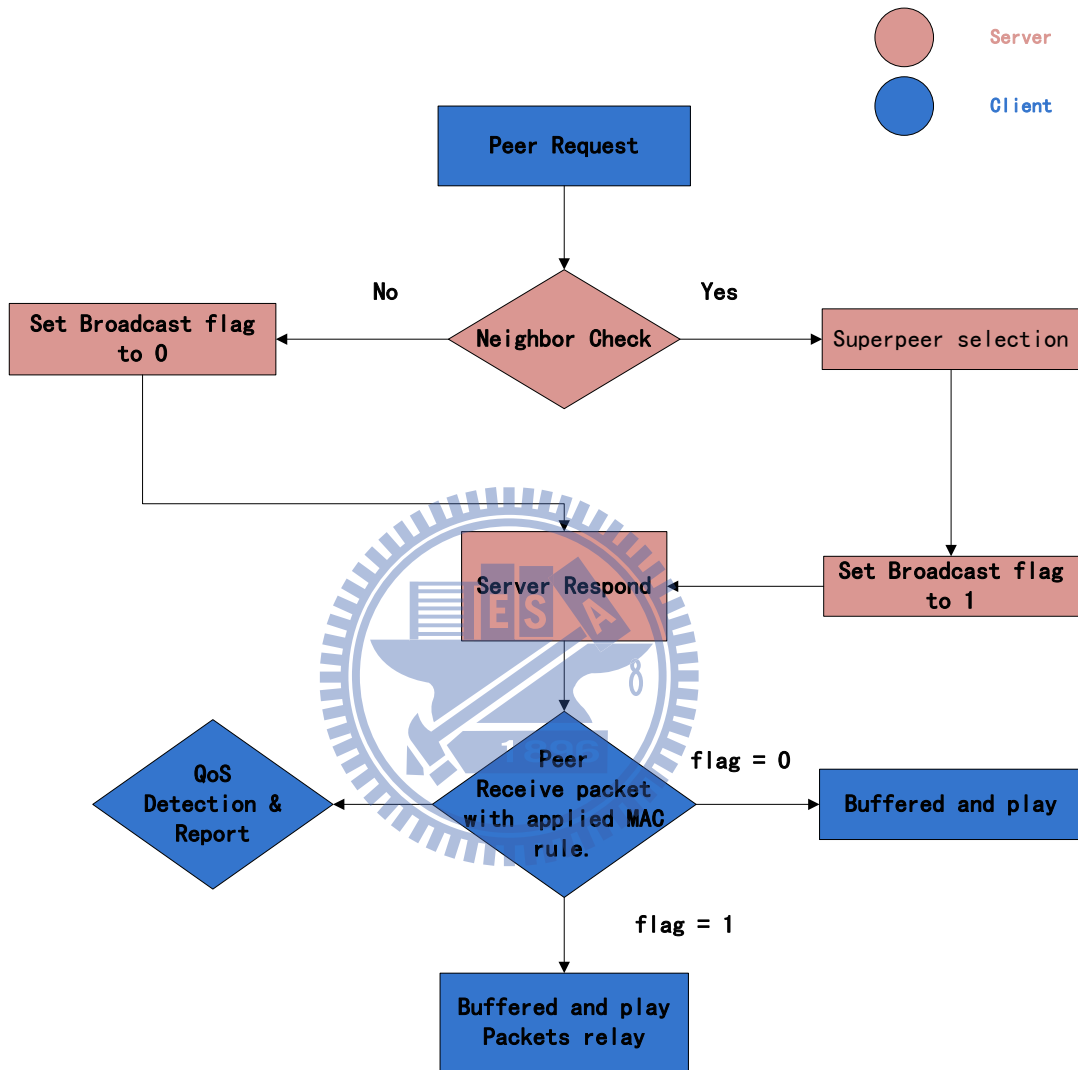 Server
Client
Peer Request
No
Yes
Set Broadcast flag
to 0
Neighbor Check
Superpeer selection
Server Respond
Set Broadcast flag
to 1
E S A
1896
QoS
Detection &
Report
Peer
Receive packet
with applied MAC
rule.
flag = 0
Buffered and play
flag = 1
Buffered and play
Packets relay